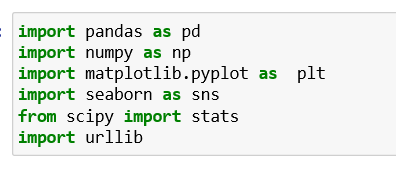 import pandas as pd
import numpy as np
import matplotlib.pyplot as  plt
import seaborn as sns
from scipy import stats
import urllib